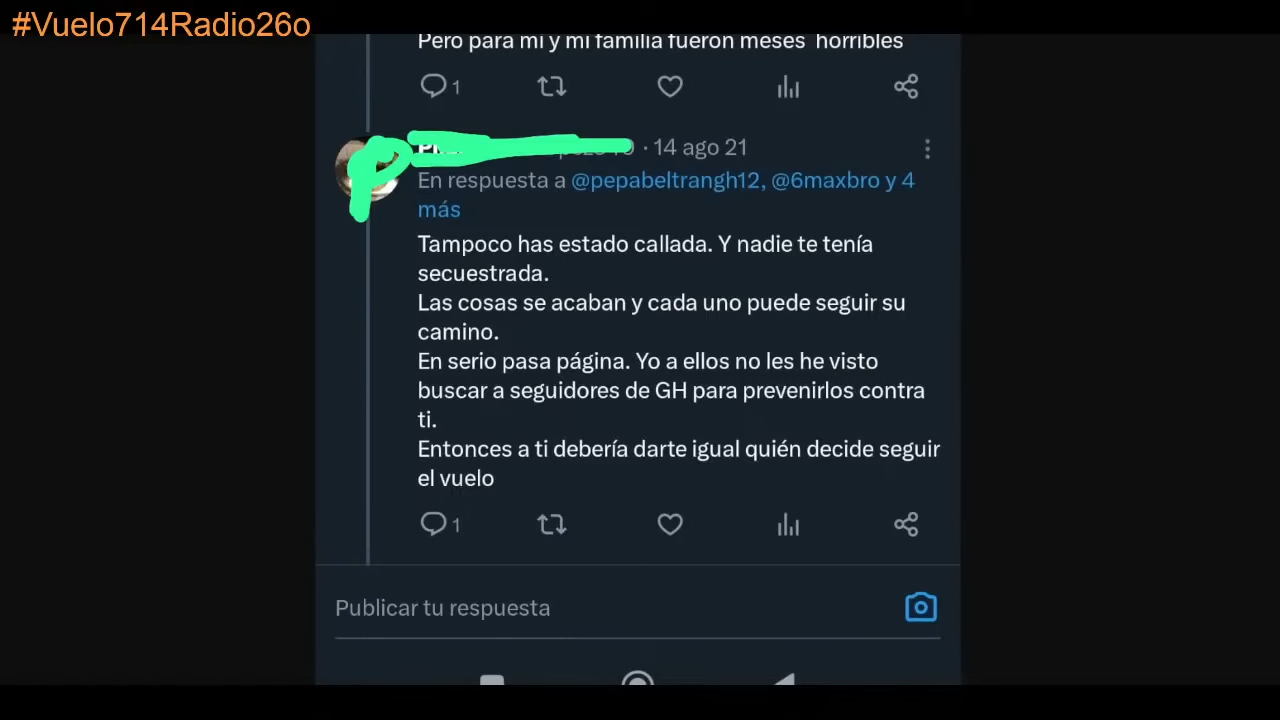 #Vuelo714Radio26o
Pero para mi y mi familia fueron meses horribles
1
· 14 ago 21
En respuesta a @pepabeltrangh12, @6maxbro y 4
más
Tampoco has estado callada. Y nadie te tenía
secuestrada.
Las cosas se acaban y cada uno puede seguir su
camino.
En serio pasa página. Yo a ellos no les he visto
buscar a seguidores de GH para prevenirlos contra
ti.
Entonces a ti debería darte igual quién decide seguir
el vuelo
1
Publicar tu respuesta